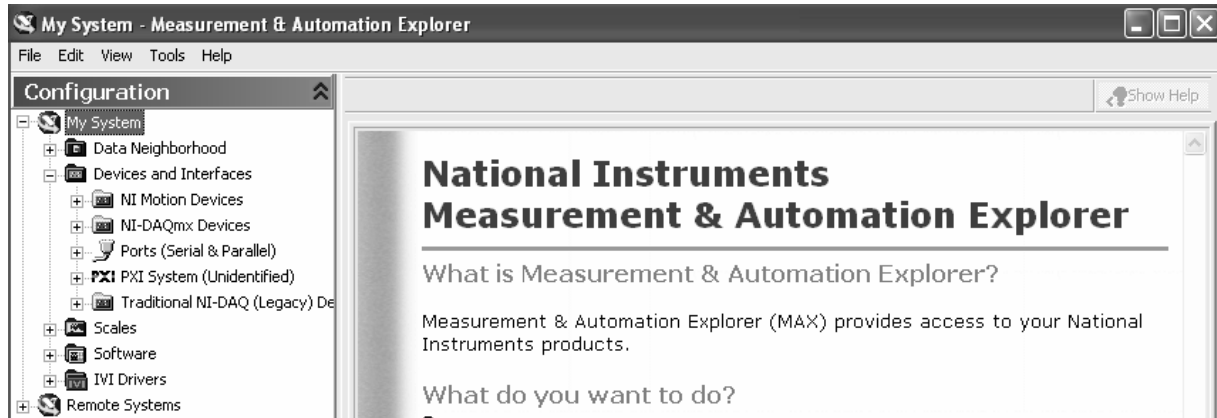 My System - Measurement & Automation Explorer
File Edit View Tools Help
Configuration
Show Help
My System
Data Neighborhood
Devices and Interfaces
NI Motion Devices
NI-DAQmx Devices
Ports (Serial & Parallel)
PXI PXI System (Unidentified)
Traditional NI-DAQ (Legacy) De
Scales
Software
IVI IVI Drivers
Remote Systems
National Instruments
Measurement & Automation Explorer
What is Measurement & Automation Explorer?
Measurement & Automation Explorer (MAX) provides access to your National
Instruments products.
What do you want to do?